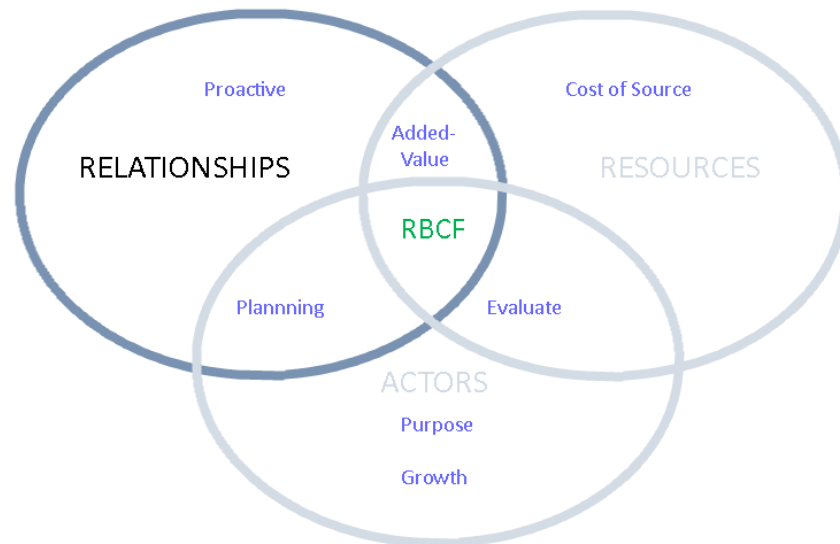 Proactive
Cost of Source
Added-
Value
RELATIONSHIPS
RESOURCES
RBCF
Plannning
Evaluate
ACTORS
Purpose
Growth